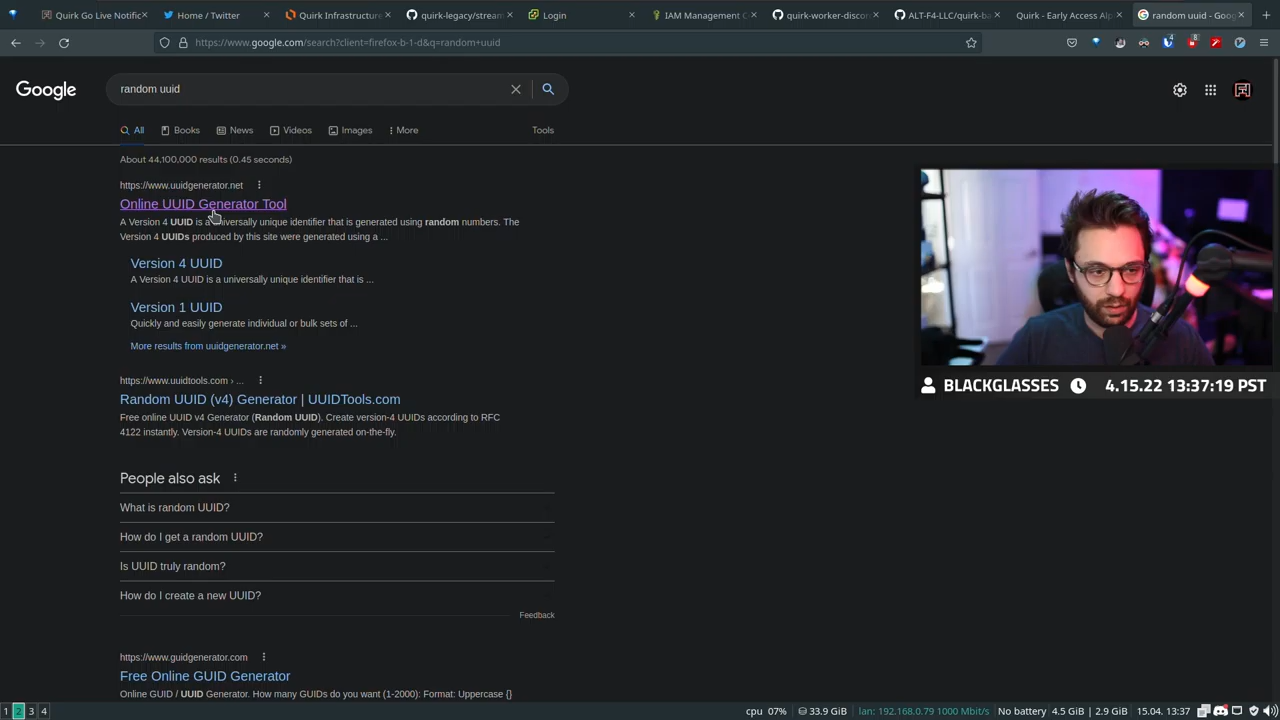 Quirk Go Live Notific
Home / Twitter
Quirk Infrastructure
quirk-legacy/stream
Login
IAM Management C
quirk-worker-discor
ALT-F4-LLC/quirk-ba
Quirk - Early Access Alp
random uuid - Goog
https://www.google.com/search?client=firefox-b-1-d&q=random+uuid
4
8
Google
random uuid
All
Books
News
Videos
Images
More
Tools
About 44,100,000 results (0.45 seconds)
https://www.uuidgenerator.net
Online UUID Generator Tool
A Version 4 UUID is a universally unique identifier that is generated using random numbers. The
Version 4 UUIDs produced by this site were generated using a ...
Version 4 UUID
A Version 4 UUID is a universally unique identifier that is ...
Version 1 UUID
Quickly and easily generate individual or bulk sets of ...
More results from uuidgenerator.net »
https://www.uuidtools.com › ...
Random UUID (v4) Generator | UUIDTools.com
Free online UUID v4 Generator (Random UUID). Create version-4 UUIDs according to RFC
4122 instantly. Version-4 UUIDs are randomly generated on-the-fly.
BLACKGLASSES 4.15.22 13:37:19 PST
People also ask
What is random UUID?
How do I get a random UUID?
Is UUID truly random?
How do I create a new UUID?
Feedback
https://www.guidgenerator.com
Free Online GUID Generator
Online GUID / UUID Generator. How many GUIDs do you want (1-2000): Format: Uppercase {}
1 2 3 4
cpu 07% 33.9 GiB lan: 192.168.0.79 1000 Mbit/s No battery 4.5 GiB | 2.9 GiB 15.04. 13:37